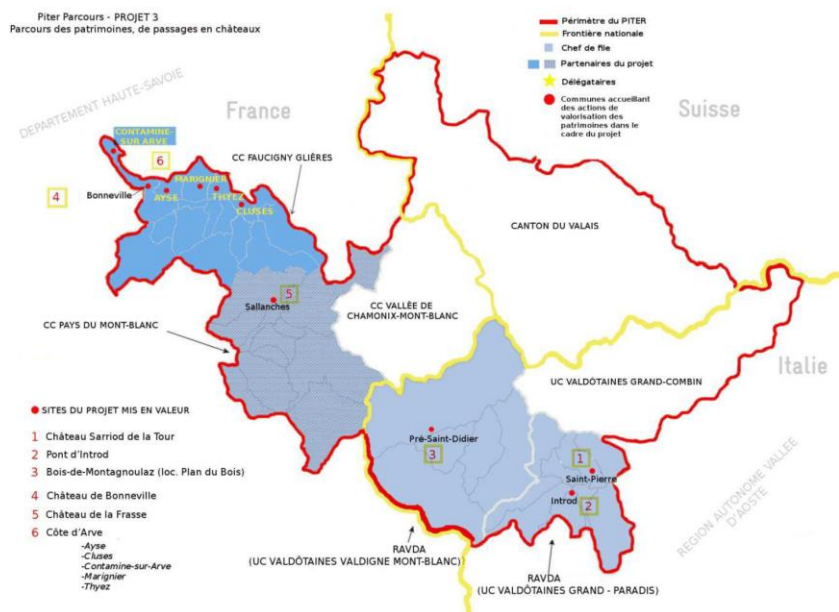 Piter Parcours - PROJET 3
Parcours des patrimoines, de passages en châteaux
Périmètre du PITER
Frontière nationale
Chef de file
Partenaires du projet
Délégataires
Communes accueillant
des actions de
valorisation des
patrimoines dans le
cadre du projet
DEPARTEMENT HAUTE-SAVOIE
France
Suisse
CONTAMINE-
SUR ARVE
6
CC FAUCIGNY GLIÈRES
4
Bonneville
AYSE
MARIGNIER
THYEZ
CLUSES
CANTON DU VALAIS
5
Sallanches
CC VALLÉE DE
CHAMONIX-MONT-BLANC
CC PAYS DU MONT-BLANC
UC VALDÔTAINES GRAND-COMBIN
Italie
Pré-Saint-Didier
3
1
Saint-Pierre
Introd
2
REGION AUTONOME VALLEE
D'AOSTE
RAVDA
(UC VALDÔTAINES VALDIGNE MONT-BLANC))
RAVDA
(UC VALDÔTAINES GRAND - PARADIS)
SITES DU PROJET MIS EN VALEUR
1 Château Sarriod de la Tour
2 Pont d'Introd
3 Bois-de-Montagnoulaz (loc. Plan du Bois)
4 Château de Bonneville
5 Château de la Frasse
6 Côte d'Arve
-Ayse
-Cluses
-Contamine-sur-Arve
-Marignier
-Thyez